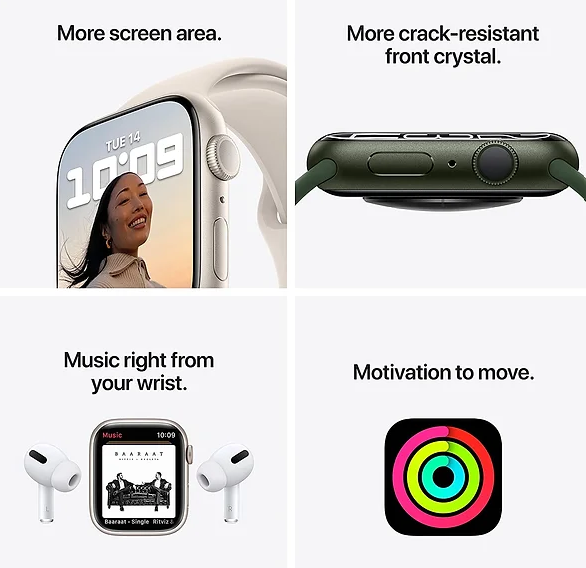 More screen area.
TUE 14
10:09
More crack-resistant
front crystal.
Music right from
your wrist.
Music 10:09
BAARAAT
Baaraat - Single Ritviz &
L
R
Motivation to move.